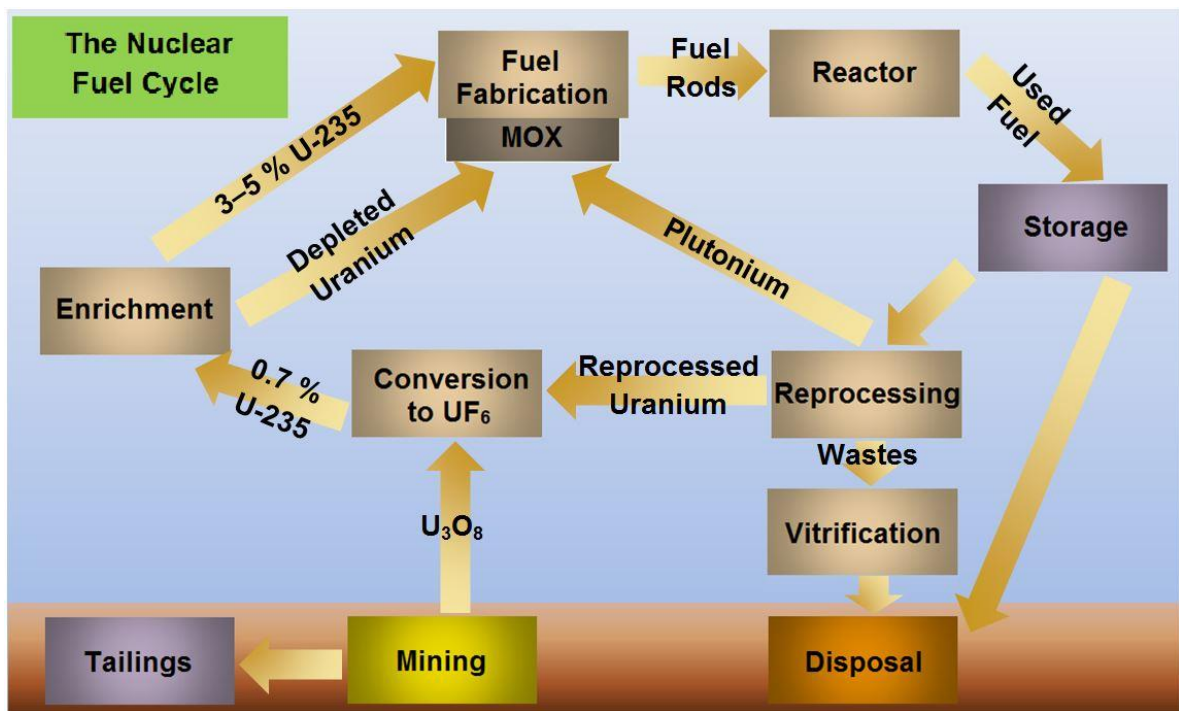 The Nuclear
Fuel Cycle
Fuel
Fabrication
MOX
Fuel
Rods
Reactor
Used
Fuel
Storage
3–5 % U-235
Depleted
Uranium
Plutonium
Enrichment
0.7 %
U-235
Conversion
to UF₆
Reprocessed
Uranium
Reprocessing
Wastes
U₃O₈
Vitrification
Tailings
Mining
Disposal